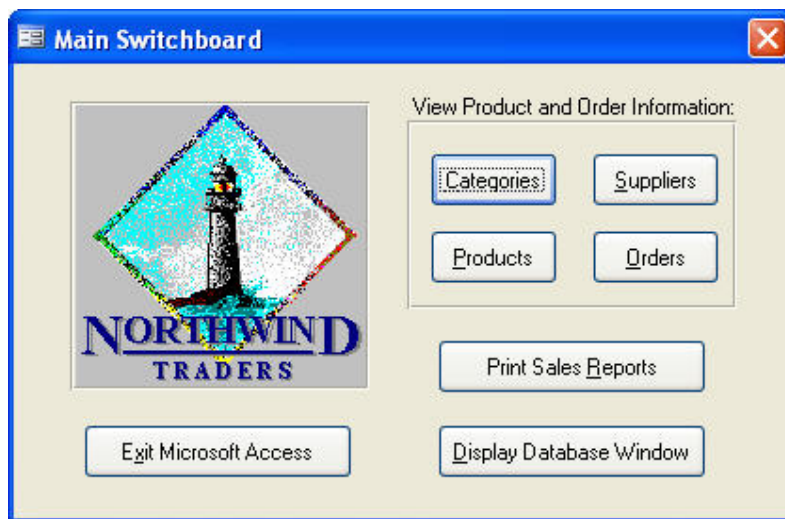 Main Switchboard
View Product and Order Information:
Categories
Suppliers
Products
Orders
NORTHWIND
TRADERS
Print Sales Reports
Exit Microsoft Access
Display Database Window